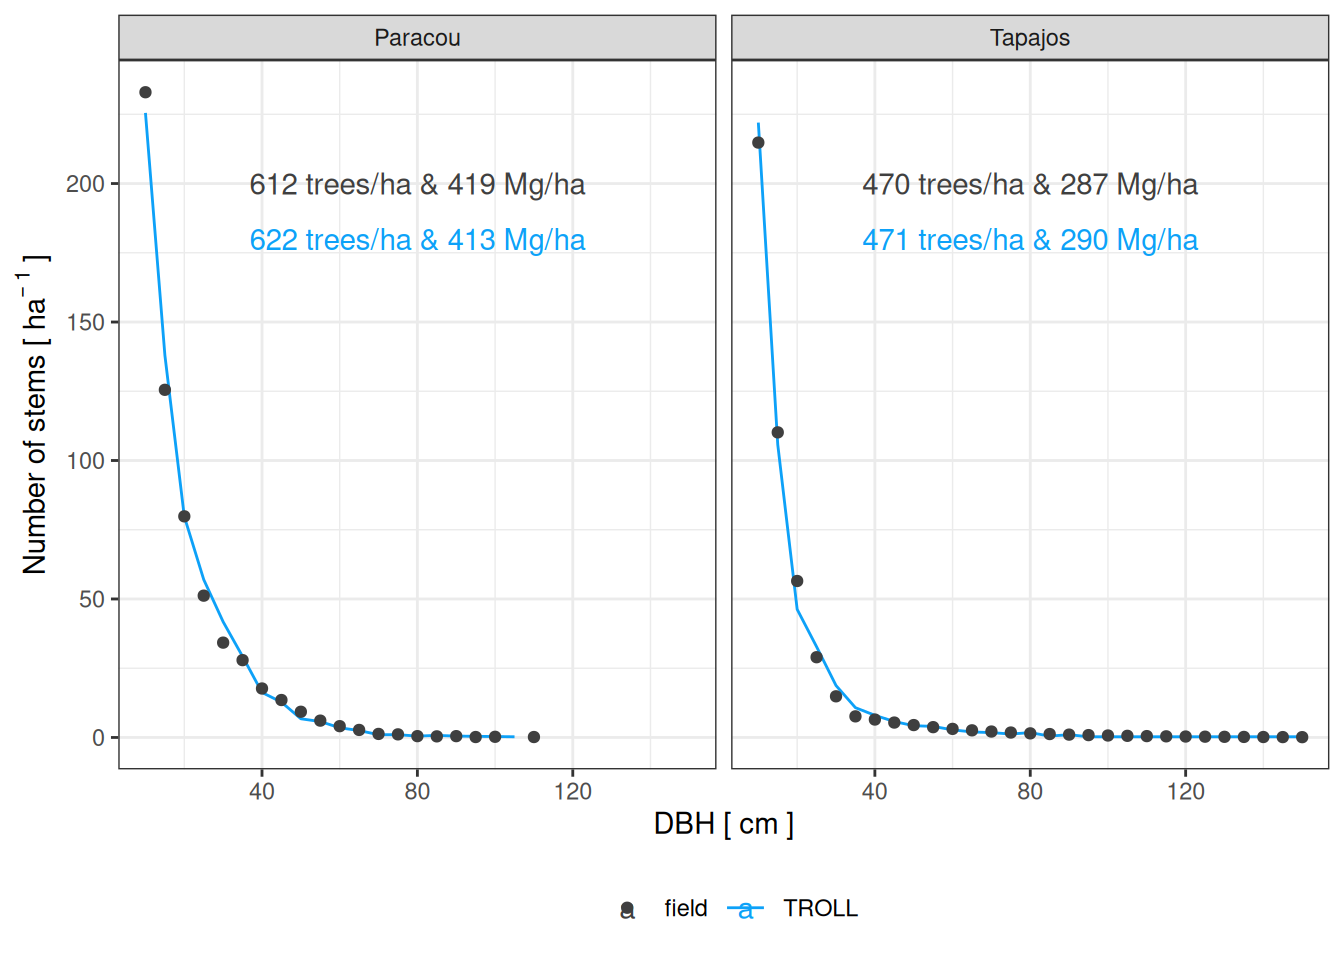 Paracou
Tapajos
612 trees/ha & 419 Mg/ha
622 trees/ha & 413 Mg/ha
470 trees/ha & 287 Mg/ha
471 trees/ha & 290 Mg/ha
Number of stems [ ha⁻¹ ]
200
150
100
50
0
40
80
120
40
80
120
DBH [ cm ]
a field
a TROLL